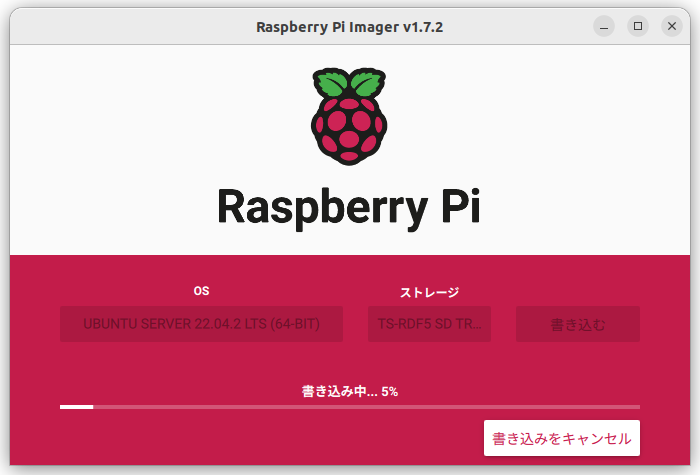 Raspberry Pi Imager v1.7.2
Raspberry Pi
OS
ストレージ
UBUNTU SERVER 22.04.2 LTS (64-BIT)
TS-RDF5 SD TR...
書き込む
書き込み中... 5%
書き込みをキャンセル